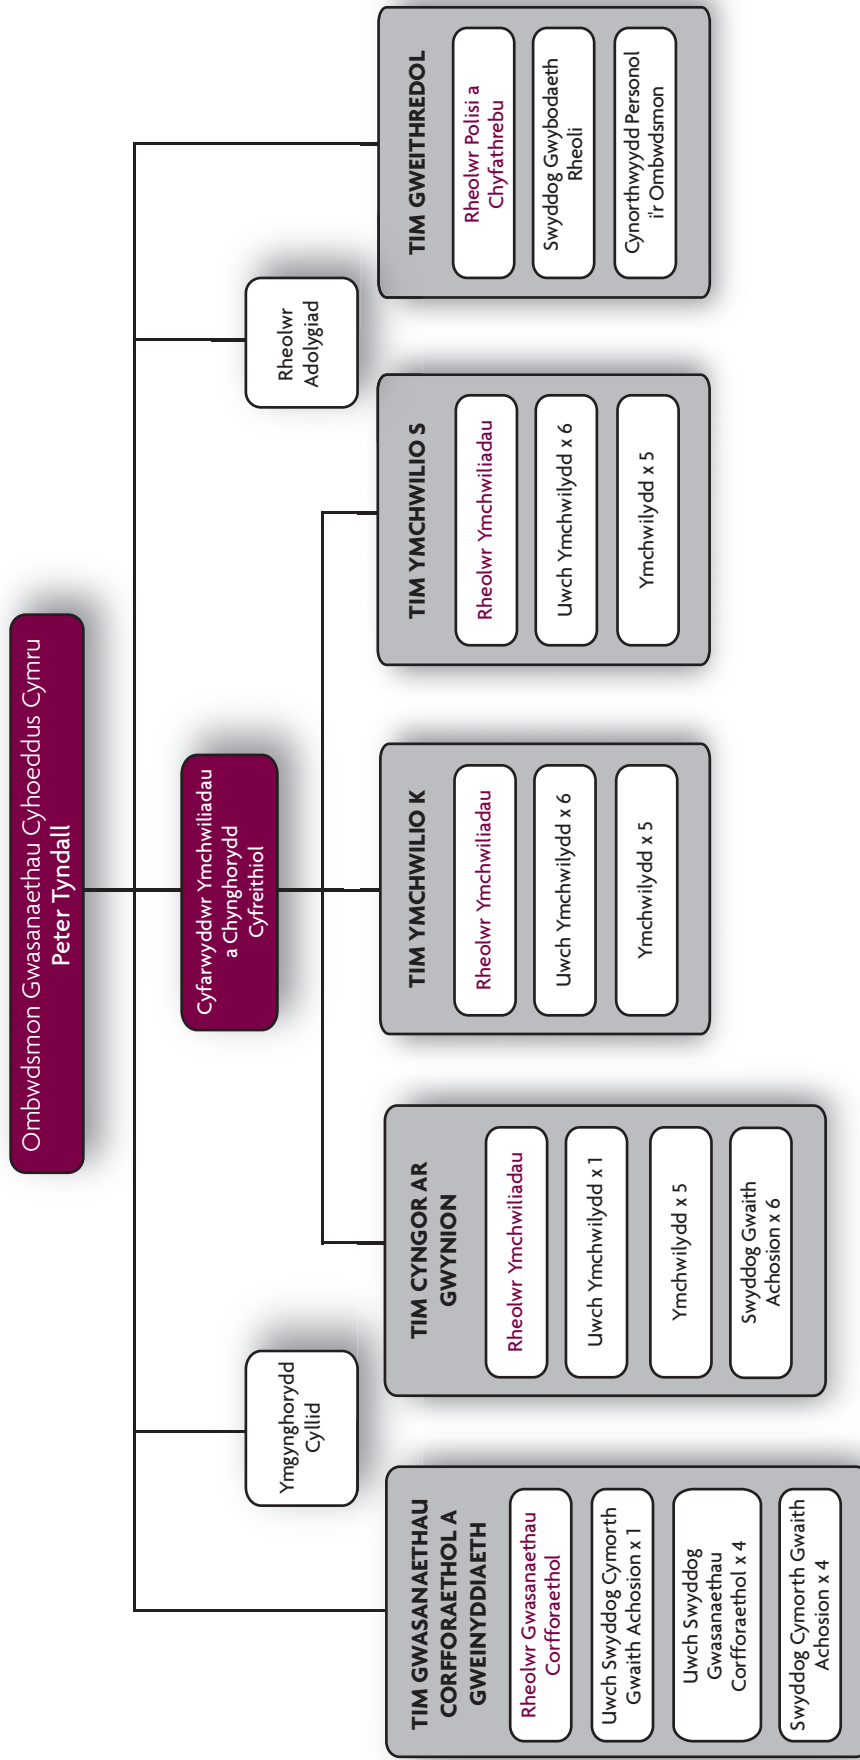 Ombwdsmon Gwasanaethau Cyhoeddus Cymru
Peter Tyndall
Cyfarwyddwr Ymchwiliadau
a Chynghorydd
Cyfreithiol
Ymgynghorydd
Cyllid
Rheolwr
Adolygiad
TIM GWASANAETHAU
CORFFORAETHOL A
GWEINYDDIAETH
Rheolwr Gwasanaethau
Corfforaethol
Uwch Swyddog Cymorth
Gwaith Achosion x 1
Uwch Swyddog
Gwasanaethau
Corfforaethol x 4
Swyddog Cymorth Gwaith
Achosion x 4
TIM CYNGOR AR
GWYNION
Rheolwr Ymchwiliadau
Uwch Ymchwilydd x 1
Ymchwilydd x 5
Swyddog Gwaith
Achosion x 6
TIM YMCHWILIO K
Rheolwr Ymchwiliadau
Uwch Ymchwilydd x 6
Ymchwilydd x 5
TIM YMCHWILIO S
Rheolwr Ymchwiliadau
Uwch Ymchwilydd x 6
Ymchwilydd x 5
TIM GWEITHREDOL
Rheolwr Polisi a
Chyfathrebu
Swyddog Gwybodaeth
Rheoli
Cynorthwyydd Personol
i'r Ombwdsmon